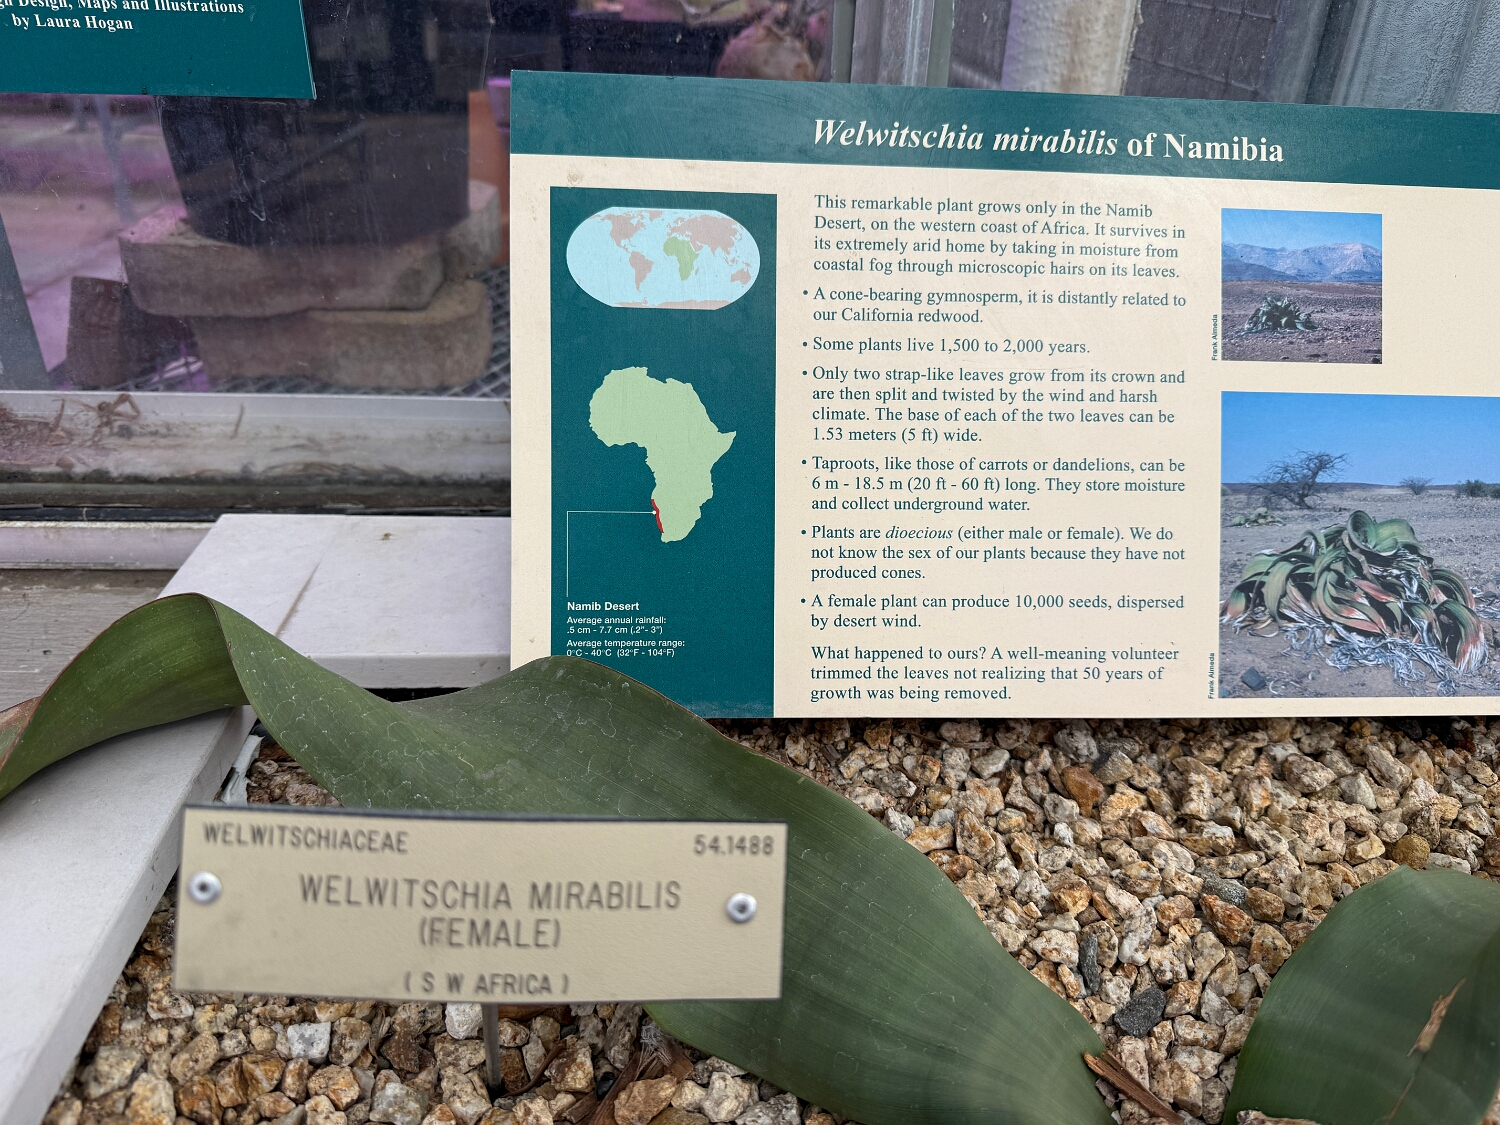 Design, Maps and Illustrations
by Laura Hogan
Welwitschia mirabilis of Namibia
This remarkable plant grows only in the Namib
Desert, on the western coast of Africa. It survives in
its extremely arid home by taking in moisture from
coastal fog through microscopic hairs on its leaves.
• A cone-bearing gymnosperm, it is distantly related to
our California redwood.
• Some plants live 1,500 to 2,000 years.
• Only two strap-like leaves grow from its crown and
are then split and twisted by the wind and harsh
climate. The base of each of the two leaves can be
1.53 meters (5 ft) wide.
• Taproots, like those of carrots or dandelions, can be
6 m - 18.5 m (20 ft - 60 ft) long. They store moisture
and collect underground water.
• Plants are dioecious (either male or female). We do
not know the sex of our plants because they have not
produced cones.
• A female plant can produce 10,000 seeds, dispersed
by desert wind.
What happened to ours? A well-meaning volunteer
trimmed the leaves not realizing that 50 years of
growth was being removed.
Namib Desert
Average annual rainfall:
.5 cm - 7.7 cm (.2"- 3")
Average temperature range:
0°C - 40°C (32°F - 104°F)
Frank Almeda
Frank Almeda
WELWITSCHIACEAE 54.1488
WELWITSCHIA MIRABILIS
(FEMALE)
( S W AFRICA )